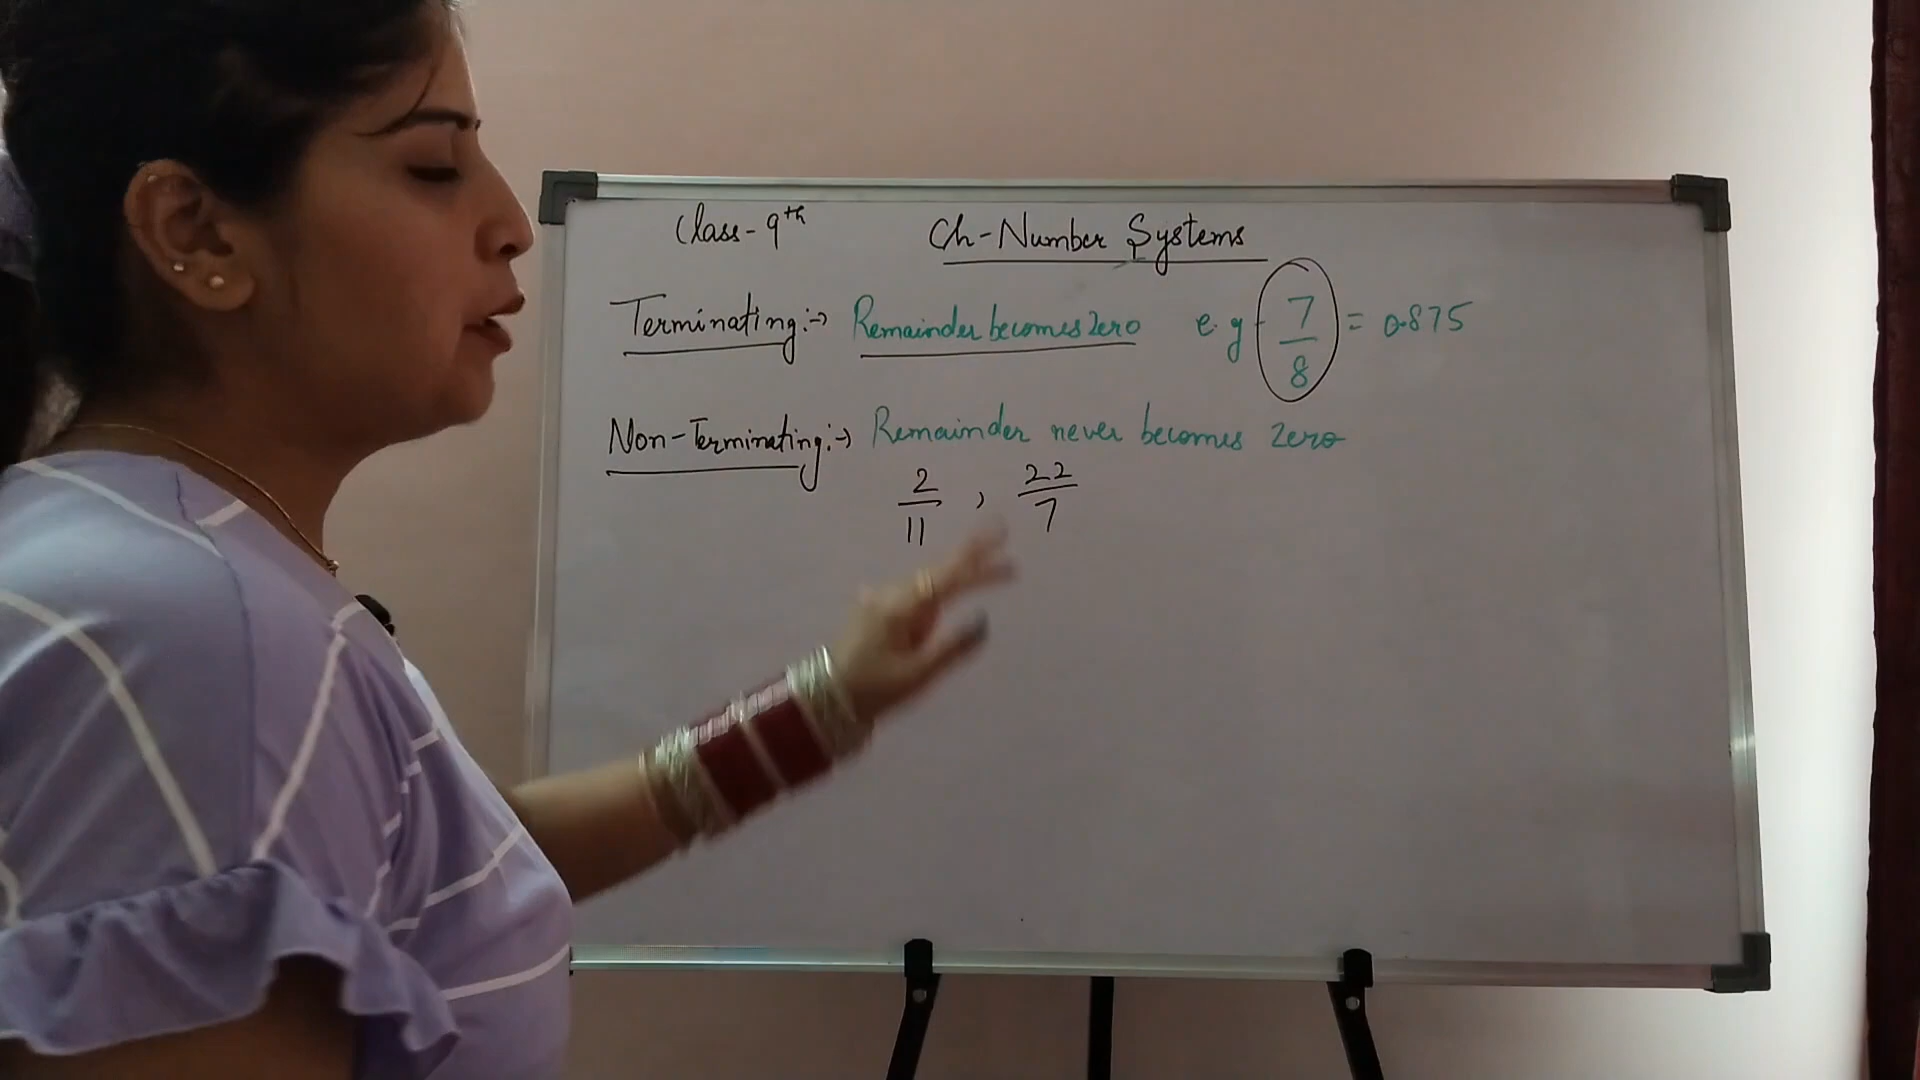 Class-9th
Ch-Number Systems
Terminating:→ Remainder becomes Zero e.g - 7/8 = 0.875
Non-Terminating:→ Remainder never becomes zero
2/11 , 22/7